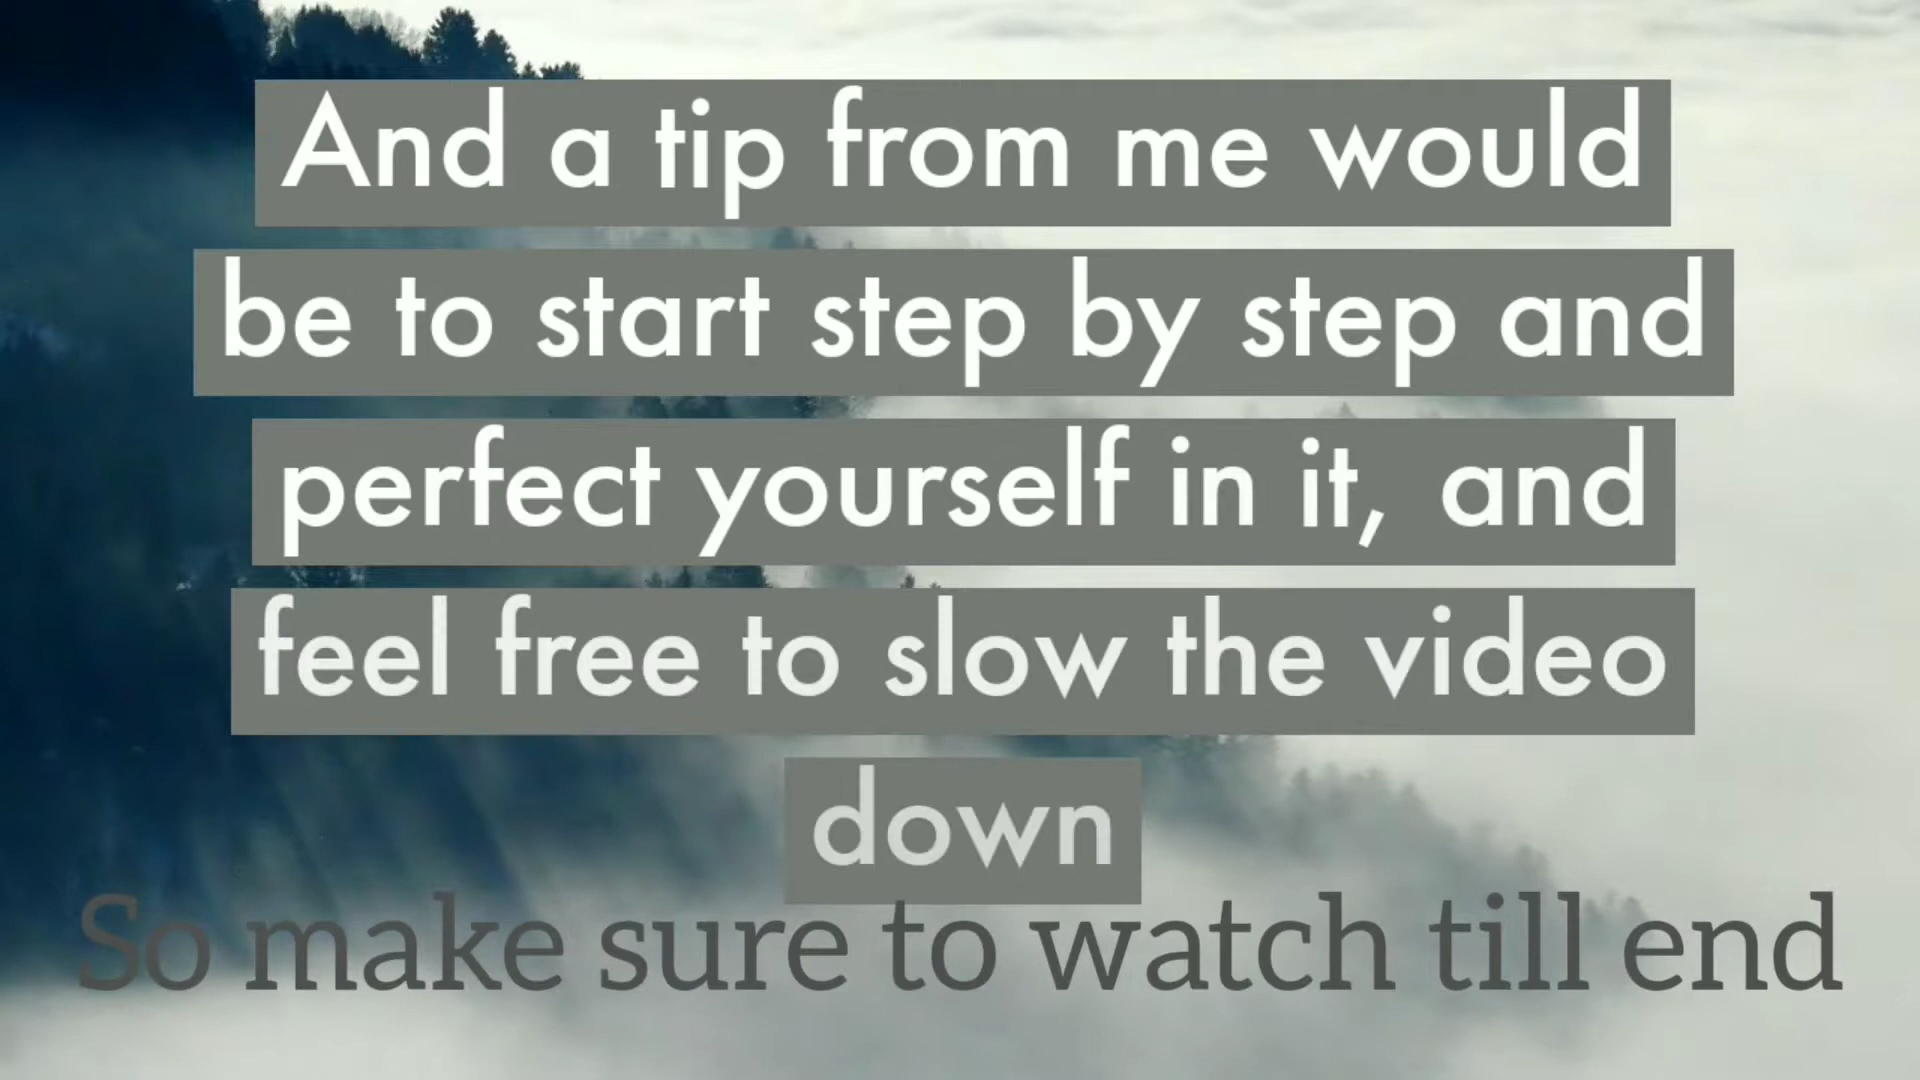 And a tip from me would
be to start step by step and
perfect yourself in it, and
feel free to slow the video
down
So make sure to watch till end